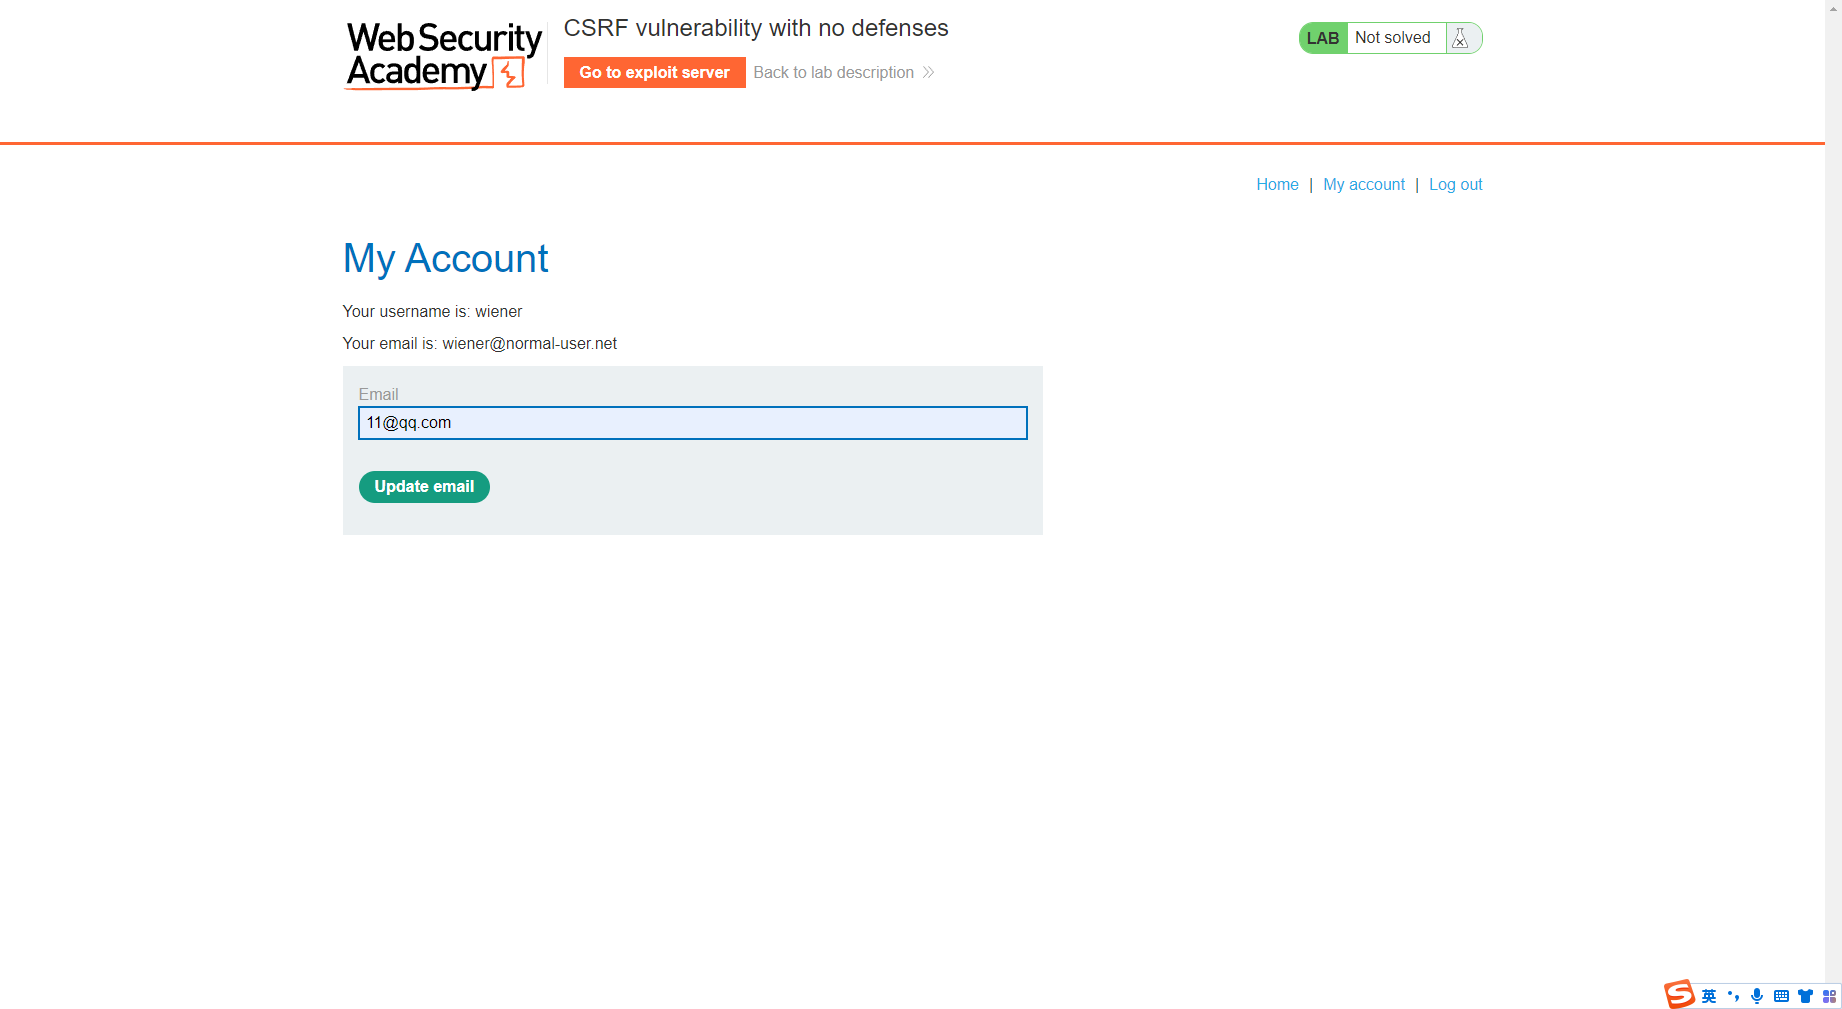 Web Security
Academy
CSRF vulnerability with no defenses
Go to exploit server
Back to lab description
LAB
Not solved
Home | My account | Log out
My Account
Your username is: wiener
Your email is: wiener@normal-user.net
Email
11@qq.com
Update email
英